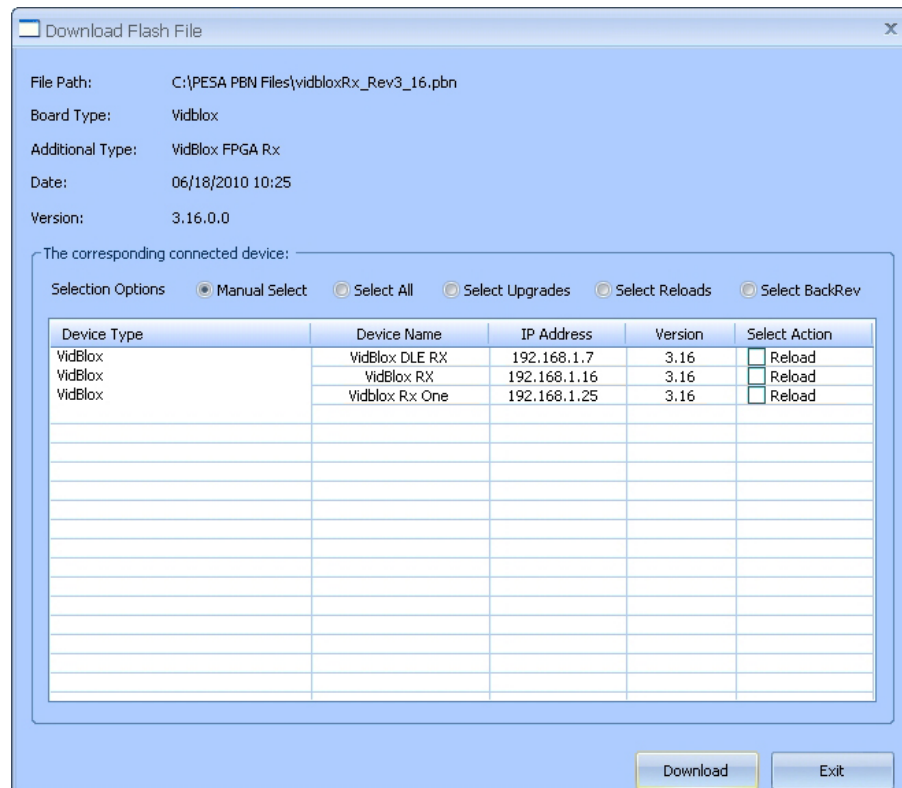 Download Flash File x
File Path: C:\PESA PBN Files\vidbloxRx_Rev3_16.pbn
Board Type: Vidblox
Additional Type: VidBlox FPGA Rx
Date: 06/18/2010 10:25
Version: 3.16.0.0
The corresponding connected device:
Selection Options Manual Select Select All Select Upgrades Select Reloads Select BackRev
Device Type Device Name IP Address Version Select Action
VidBlox VidBlox DLE RX 192.168.1.7 3.16 Reload
VidBlox VidBlox RX 192.168.1.16 3.16 Reload
VidBlox Vidblox Rx One 192.168.1.25 3.16 Reload
Download Exit